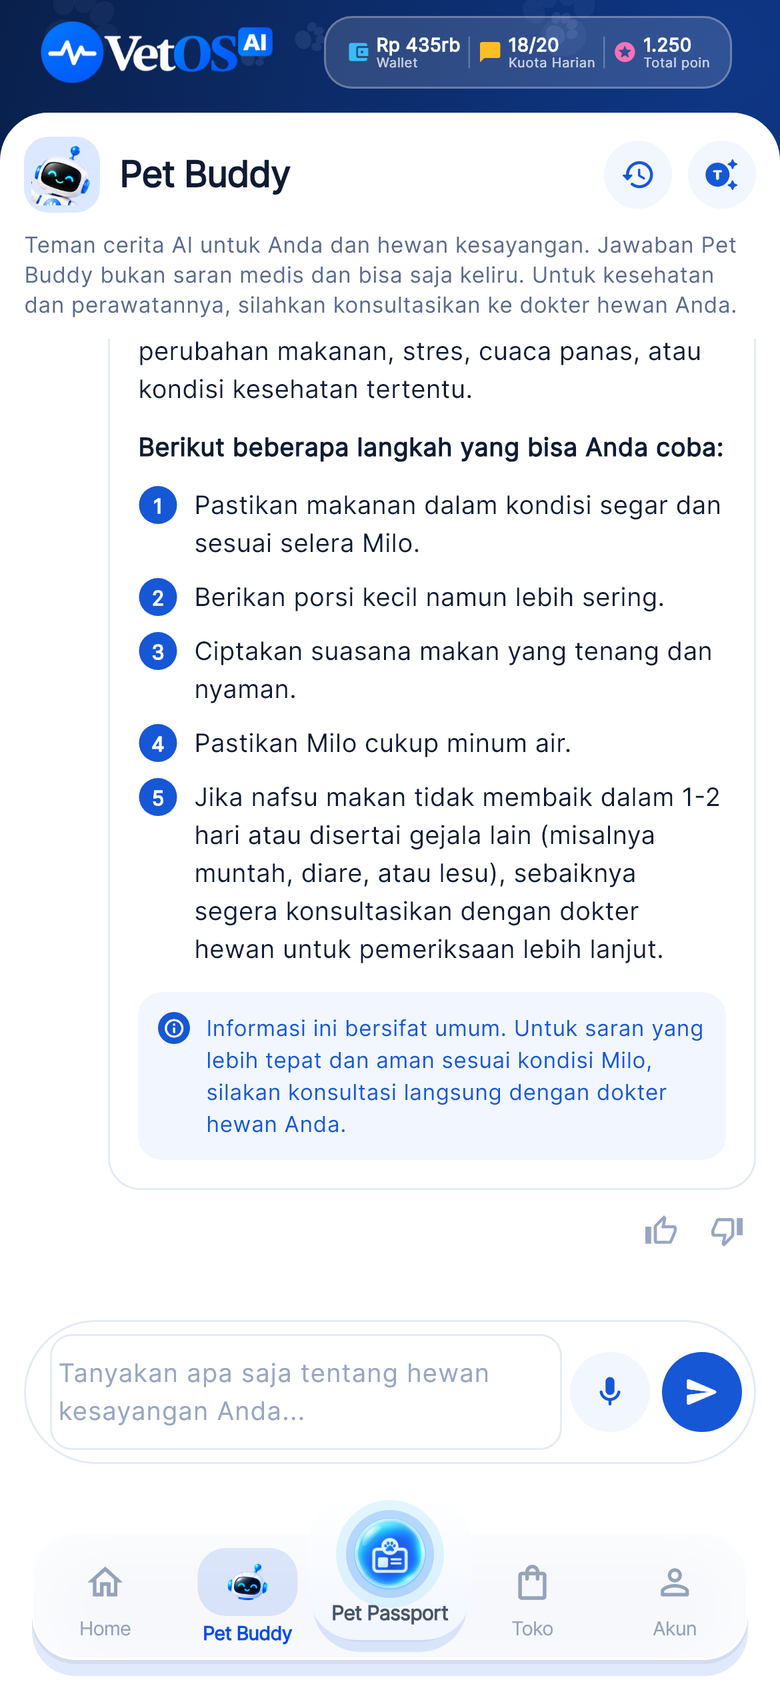 VetOS AI
Rp 435rb
Wallet
18/20
Kuota Harian
1.250
Total poin
Pet Buddy
T
Teman cerita AI untuk Anda dan hewan kesayangan. Jawaban Pet
Buddy bukan saran medis dan bisa saja keliru. Untuk kesehatan
dan perawatannya, silahkan konsultasikan ke dokter hewan Anda.
perubahan makanan, stres, cuaca panas, atau
kondisi kesehatan tertentu.
Berikut beberapa langkah yang bisa Anda coba:
1 Pastikan makanan dalam kondisi segar dan
sesuai selera Milo.
2 Berikan porsi kecil namun lebih sering.
3 Ciptakan suasana makan yang tenang dan
nyaman.
4 Pastikan Milo cukup minum air.
5 Jika nafsu makan tidak membaik dalam 1-2
hari atau disertai gejala lain (misalnya
muntah, diare, atau lesu), sebaiknya
segera konsultasikan dengan dokter
hewan untuk pemeriksaan lebih lanjut.
Informasi ini bersifat umum. Untuk saran yang
lebih tepat dan aman sesuai kondisi Milo,
silakan konsultasi langsung dengan dokter
hewan Anda.
Tanyakan apa saja tentang hewan
kesayangan Anda...
Home
Pet Buddy
Pet Passport
Toko
Akun